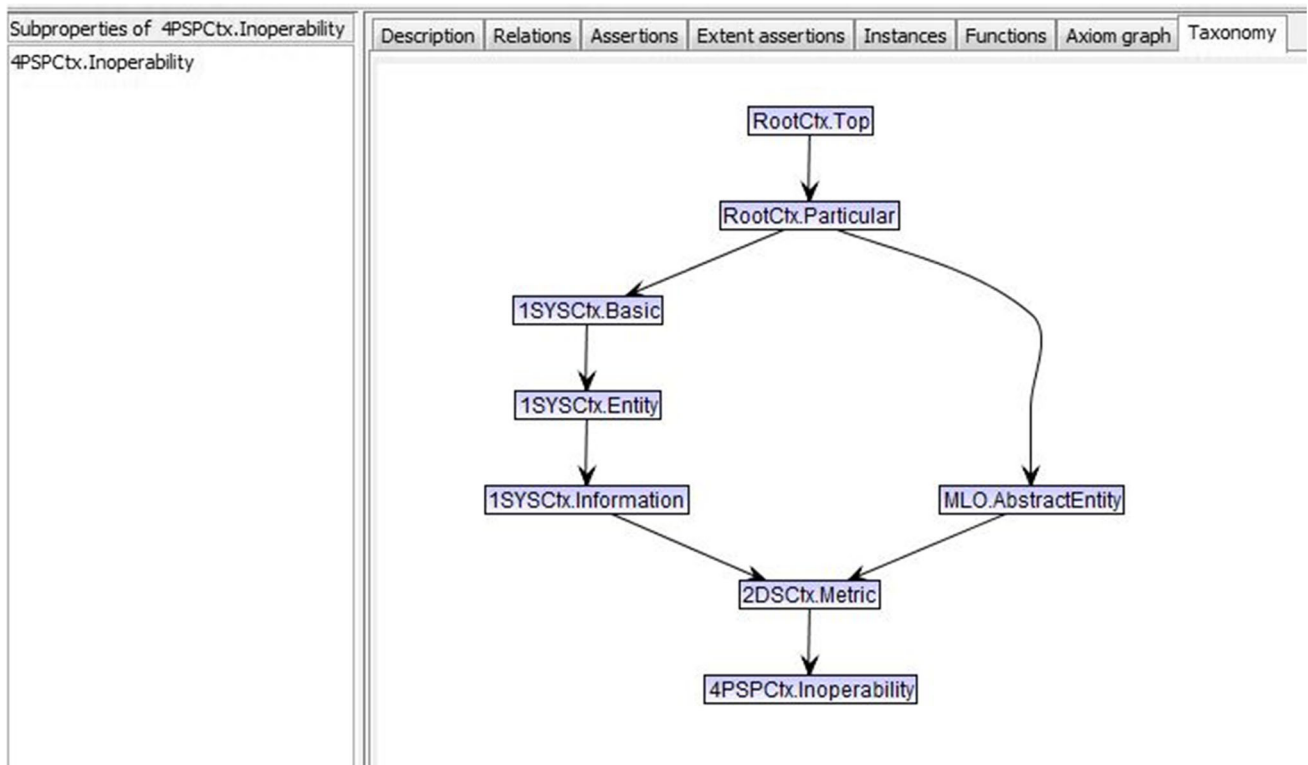 Subproperties of 4PSPCtx.Inoperability
4PSPCtx.Inoperability
Description Relations Assertions Extent assertions Instances Functions Axiom graph Taxonomy
RootCtx.Top
RootCtx.Particular
1SYSCtx.Basic
1SYSCtx.Entity
1SYSCtx.Information MLO.AbstractEntity
2DSCtx.Metric
4PSPCtx.Inoperability